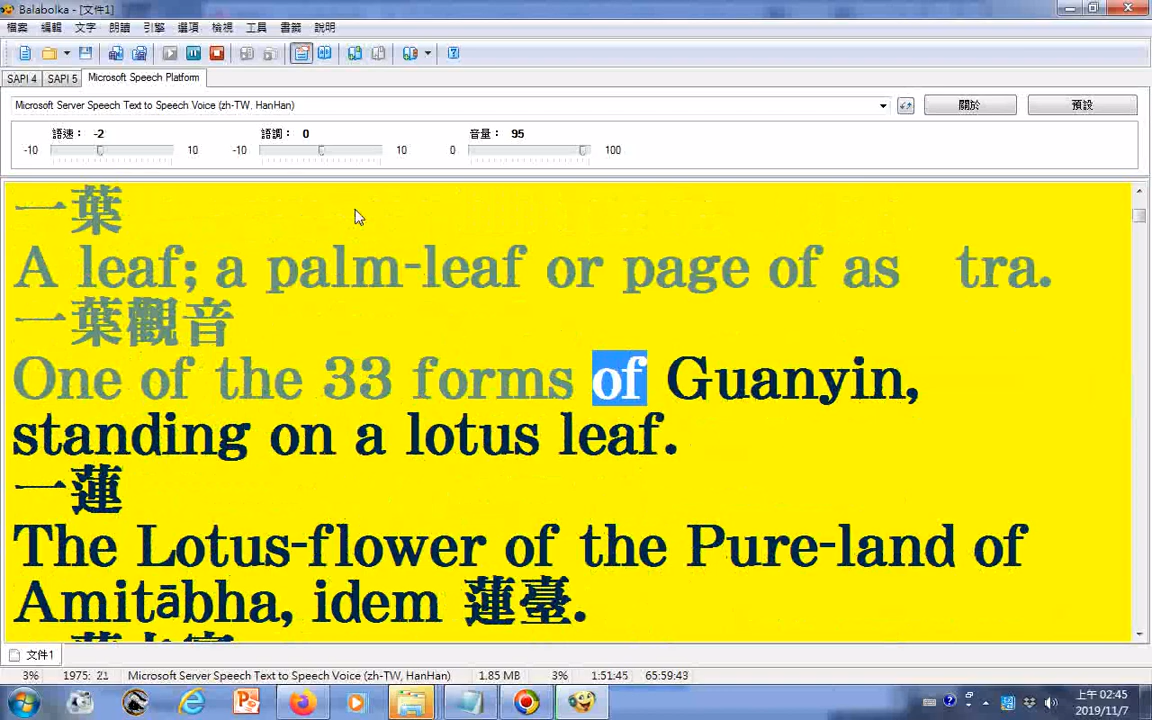 Balabolka - [文件1]
檔案 編輯 文字 朗讀 引擎 選項 檢視 工具 書籤 說明
SAPI 4 SAPI 5 Microsoft Speech Platform
Microsoft Server Speech Text to Speech Voice (zh-TW, HanHan) 關於 預設
語速： -2 語調： 0 音量： 95
-10 10 -10 10 0 100
一葉
A leaf; a palm-leaf or page of as tra.
一葉觀音
One of the 33 forms of Guanyin,
standing on a lotus leaf.
一蓮
The Lotus-flower of the Pure-land of
Amitābha, idem 蓮臺.
文件1
3% 1975: 21 Microsoft Server Speech Text to Speech Voice (zh-TW, HanHan) 1.85 MB 3% 1:51:45 65:59:43
上午 02:45
2019/11/7